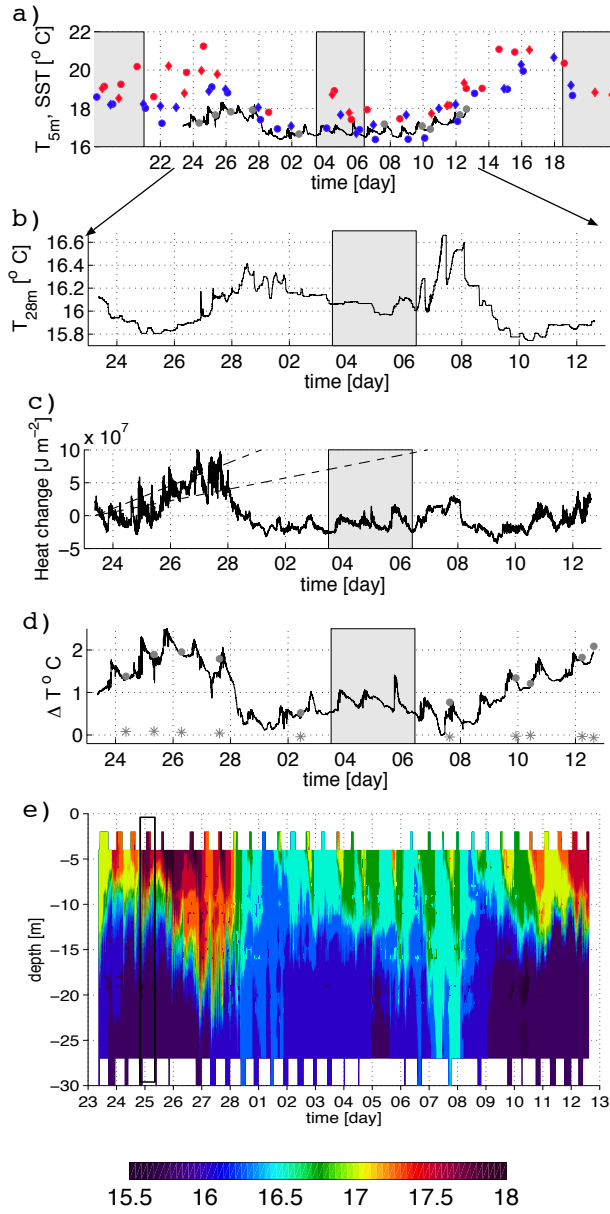 a)
22
20
18
16
T5m, SST [° C]
22 24 26 28 30 02 04 06 08 10 12 14 16 18 20
time [day]
b)
16.6
16.4
16.2
16
15.8
T28m [° C]
24 26 28 02 04 06 08 10 12
time [day]
c)
x 10^7
10
5
0
−5
Heat change [J m−2]
24 26 28 02 04 06 08 10 12
time [day]
d)
2
1
0
Δ T° C
24 26 28 02 04 06 08 10 12
time [day]
e)
0
−5
−10
−15
−20
−25
−30
depth [m]
23 24 25 27 27 28 01 01 02 03 04 05 06 07 08 09 10 11 12 13
time [day]
15.5 16 16.5 17 17.5 18